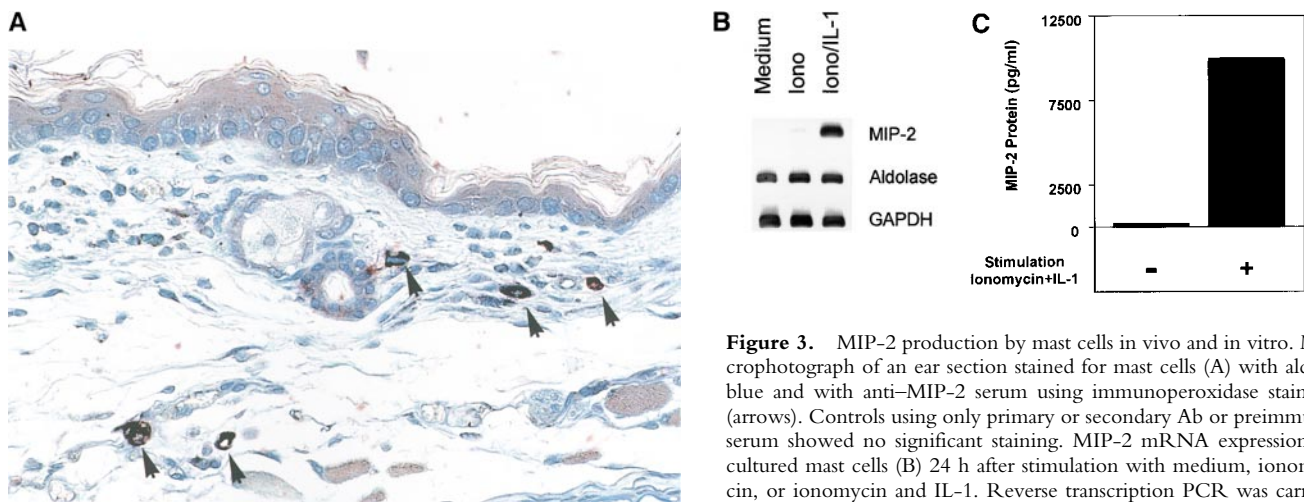 A
B
Medium
Iono
Iono/IL-1
MIP-2
Aldolase
GAPDH
C
12500
7500
2500
0
MIP-2 Protein (pg/ml)
Stimulation
Ionomycin+IL-1
- +
Figure 3. MIP-2 production by mast cells in vivo and in vitro.
crophotograph of an ear section stained for mast cells (A) with
blue and with anti–MIP-2 serum using immunoperoxidase
(arrows). Controls using only primary or secondary Ab or
serum showed no significant staining. MIP-2 mRNA expression
cultured mast cells (B) 24 h after stimulation with medium,
cin, or ionomycin and IL-1. Reverse transcription PCR was